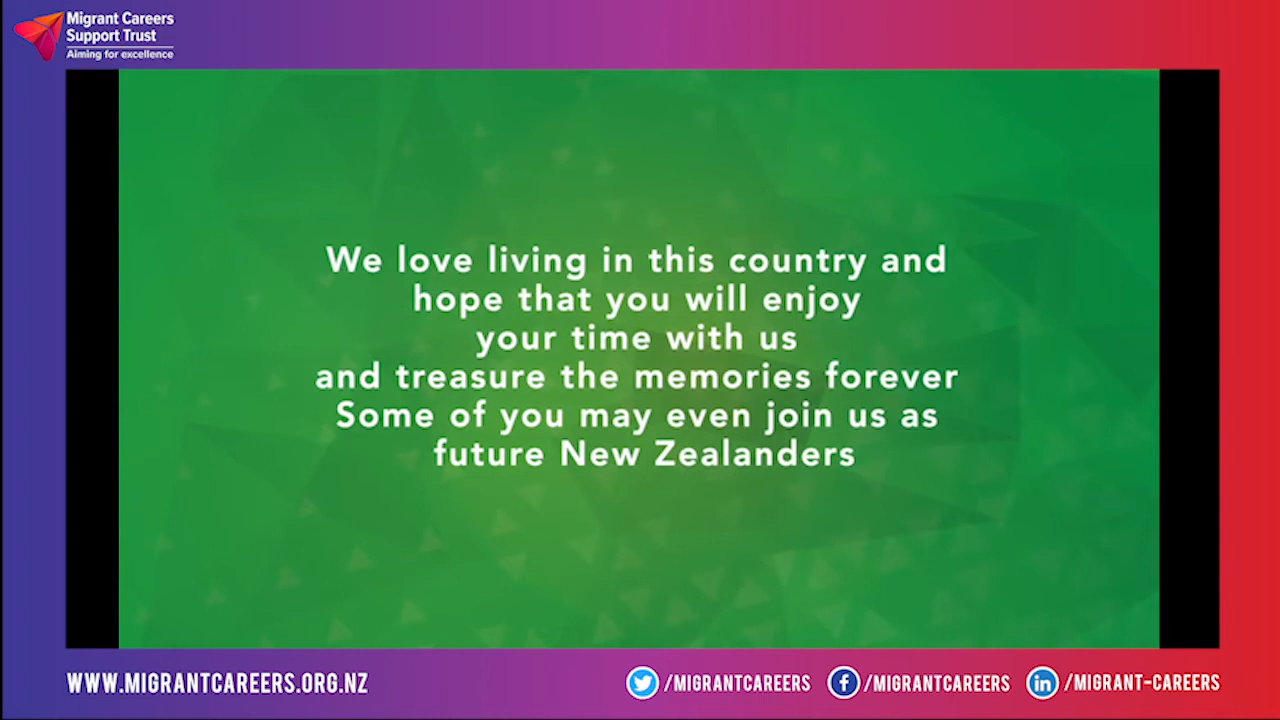 Migrant Careers
Support Trust
Aiming for excellence
We love living in this country and
hope that you will enjoy
your time with us
and treasure the memories forever
Some of you may even join us as
future New Zealanders
WWW.MIGRANTCAREERS.ORG.NZ
/MIGRANTCAREERS
/MIGRANTCAREERS
/MIGRANT-CAREERS